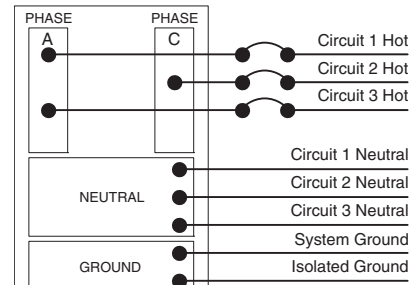 PHASE PHASE
A C
Circuit 1 Hot
Circuit 2 Hot
Circuit 3 Hot
Circuit 1 Neutral
NEUTRAL
Circuit 2 Neutral
Circuit 3 Neutral
System Ground
GROUND
Isolated Ground